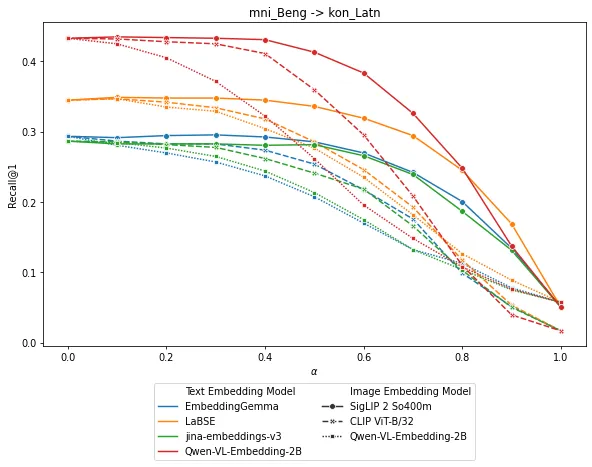 mni_Beng -> kon_Latn
Recall@1
0.4
0.3
0.2
0.1
0.0
0.0 0.2 0.4 0.6 0.8 1.0
α
Text Embedding Model Image Embedding Model
EmbeddingGemma SigLIP 2 So400m
LaBSE CLIP ViT-B/32
jina-embeddings-v3 Qwen-VL-Embedding-2B
Qwen-VL-Embedding-2B